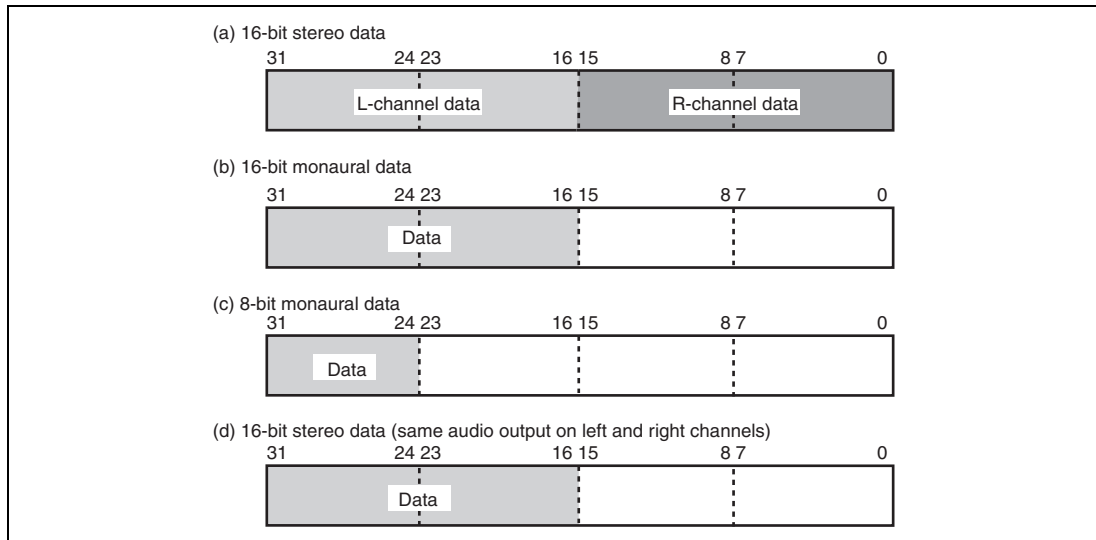 (a) 16-bit stereo data
31 24 23 16 15 8 7 0
L-channel data R-channel data
(b) 16-bit monaural data
31 24 23 16 15 8 7 0
Data
(c) 8-bit monaural data
31 24 23 16 15 8 7 0
Data
(d) 16-bit stereo data (same audio output on left and right channels)
31 24 23 16 15 8 7 0
Data